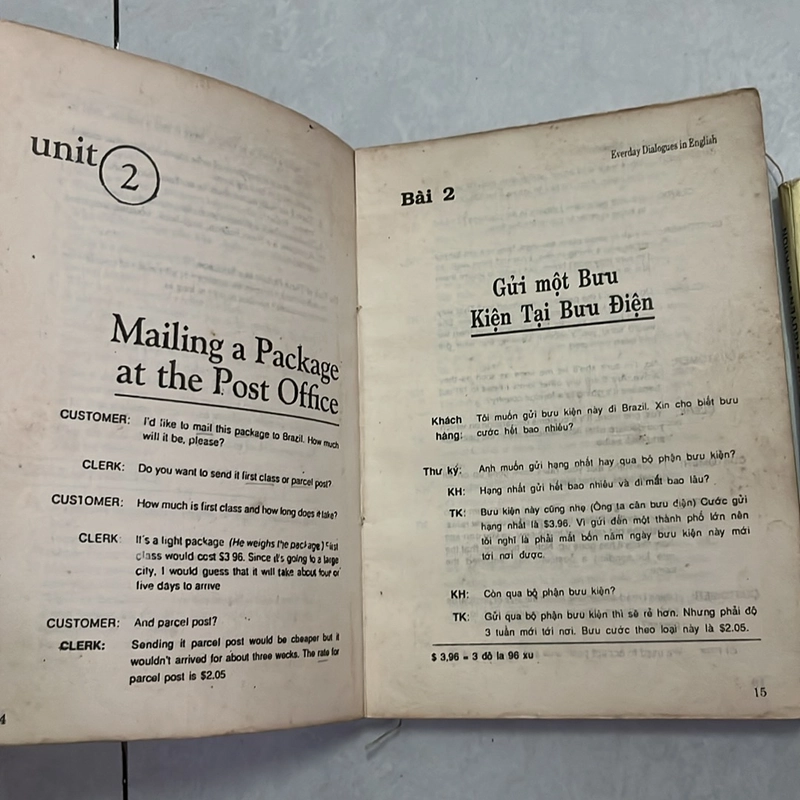 unit 2
Mailing a Package
at the Post Office
CUSTOMER: I'd like to mail this package to Brazil. How much
will it be, please?
CLERK: Do you want to send it first class or parcel post?
CUSTOMER: How much is first class and how long does it take?
CLERK: It's a light package (He weighs the package) First
class would cost $3 96. Since it's going to a large
city, I would guess that it will take about four or
five days to arrive
CUSTOMER: And parcel post?
CLERK: Sending it parcel post would be cheaper but it
wouldn't arrived for about three weeks. The rate for
parcel post is $2.05
4
Everday Dialogues in English
Bài 2
Gửi một Bưu
Kiện Tại Bưu Điện
Khách Tôi muốn gửi bưu kiện này đi Brazil. Xin cho biết bưu
hàng: cước hết bao nhiêu?
Thư ký: Anh muốn gửi hạng nhất hay qua bộ phận bưu kiện?
KH: Hạng nhất gửi hết bao nhiêu và đi mất bao lâu?
TK: Bưu kiện này cũng nhẹ (Ông ta cân bưu điện) Cước gửi
hạng nhất là $3.96. Vì gửi đến một thành phố lớn nên
tôi nghĩ là phải mất bốn năm ngày bưu kiện này mới
tới nơi được.
KH: Còn qua bộ phận bưu kiện?
TK: Gửi qua bộ phận bưu kiện thì sẽ rẻ hơn. Nhưng phải độ
3 tuần mới tới nơi. Bưu cước theo loại này là $2.05.
$ 3,96 = 3 đô la 96 xu
15